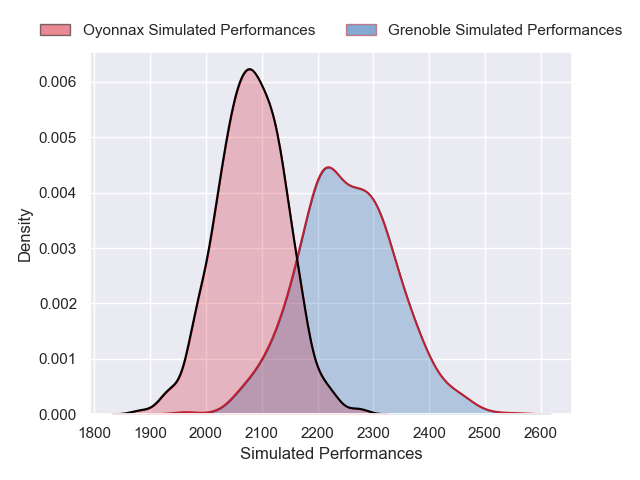 Oyonnax Simulated Performances
Grenoble Simulated Performances
0.006
0.005
0.004
0.003
0.002
0.001
0.000
Density
1800 1900 2000 2100 2200 2300 2400 2500 2600
Simulated Performances